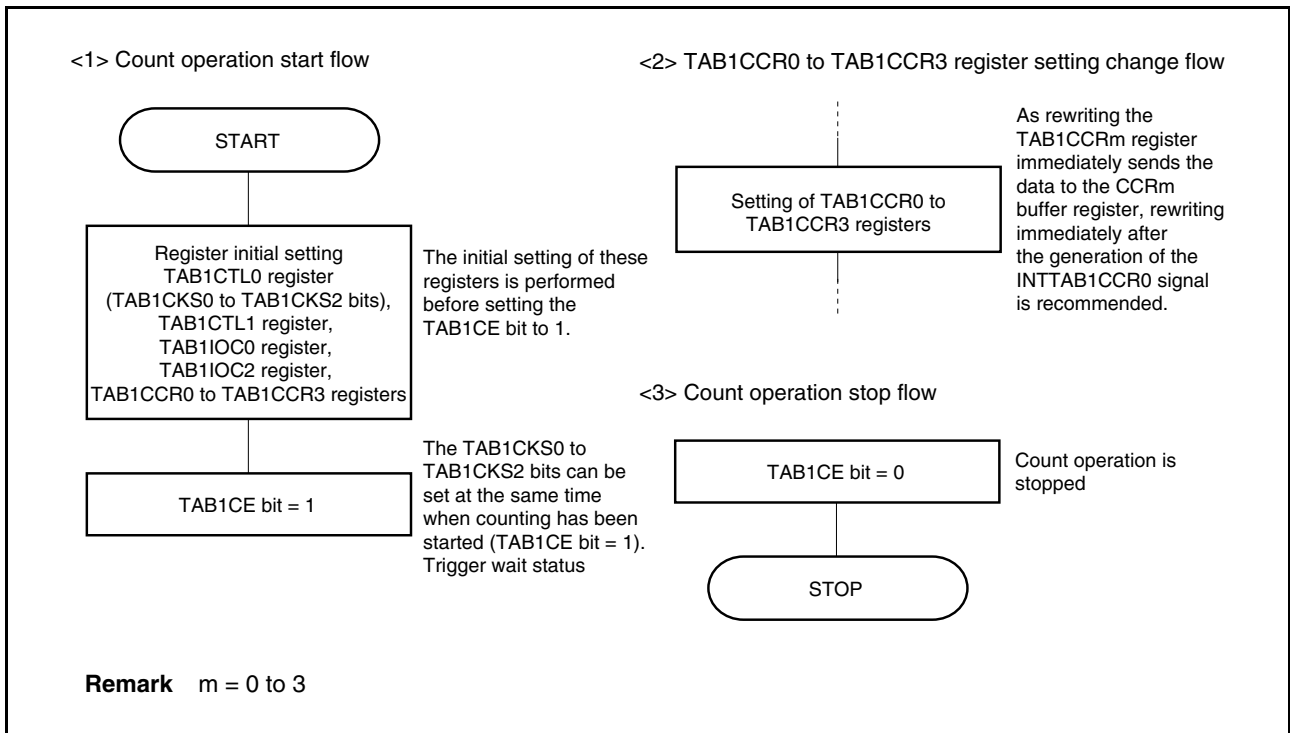 <1> Count operation start flow
START
Register initial setting
TAB1CTL0 register
(TAB1CKS0 to TAB1CKS2 bits),
TAB1CTL1 register,
TAB1IOC0 register,
TAB1IOC2 register,
TAB1CCR0 to TAB1CCR3 registers
The initial setting of these
registers is performed
before setting the
TAB1CE bit to 1.
TAB1CE bit = 1
The TAB1CKS0 to
TAB1CKS2 bits can be
set at the same time
when counting has been
started (TAB1CE bit = 1).
Trigger wait status
<2> TAB1CCR0 to TAB1CCR3 register setting change flow
Setting of TAB1CCR0 to
TAB1CCR3 registers
As rewriting the
TAB1CCRm register
immediately sends the
data to the CCRm
buffer register, rewriting
immediately after
the generation of the
INTTAB1CCR0 signal
is recommended.
<3> Count operation stop flow
TAB1CE bit = 0
Count operation is
stopped
STOP
Remark m = 0 to 3